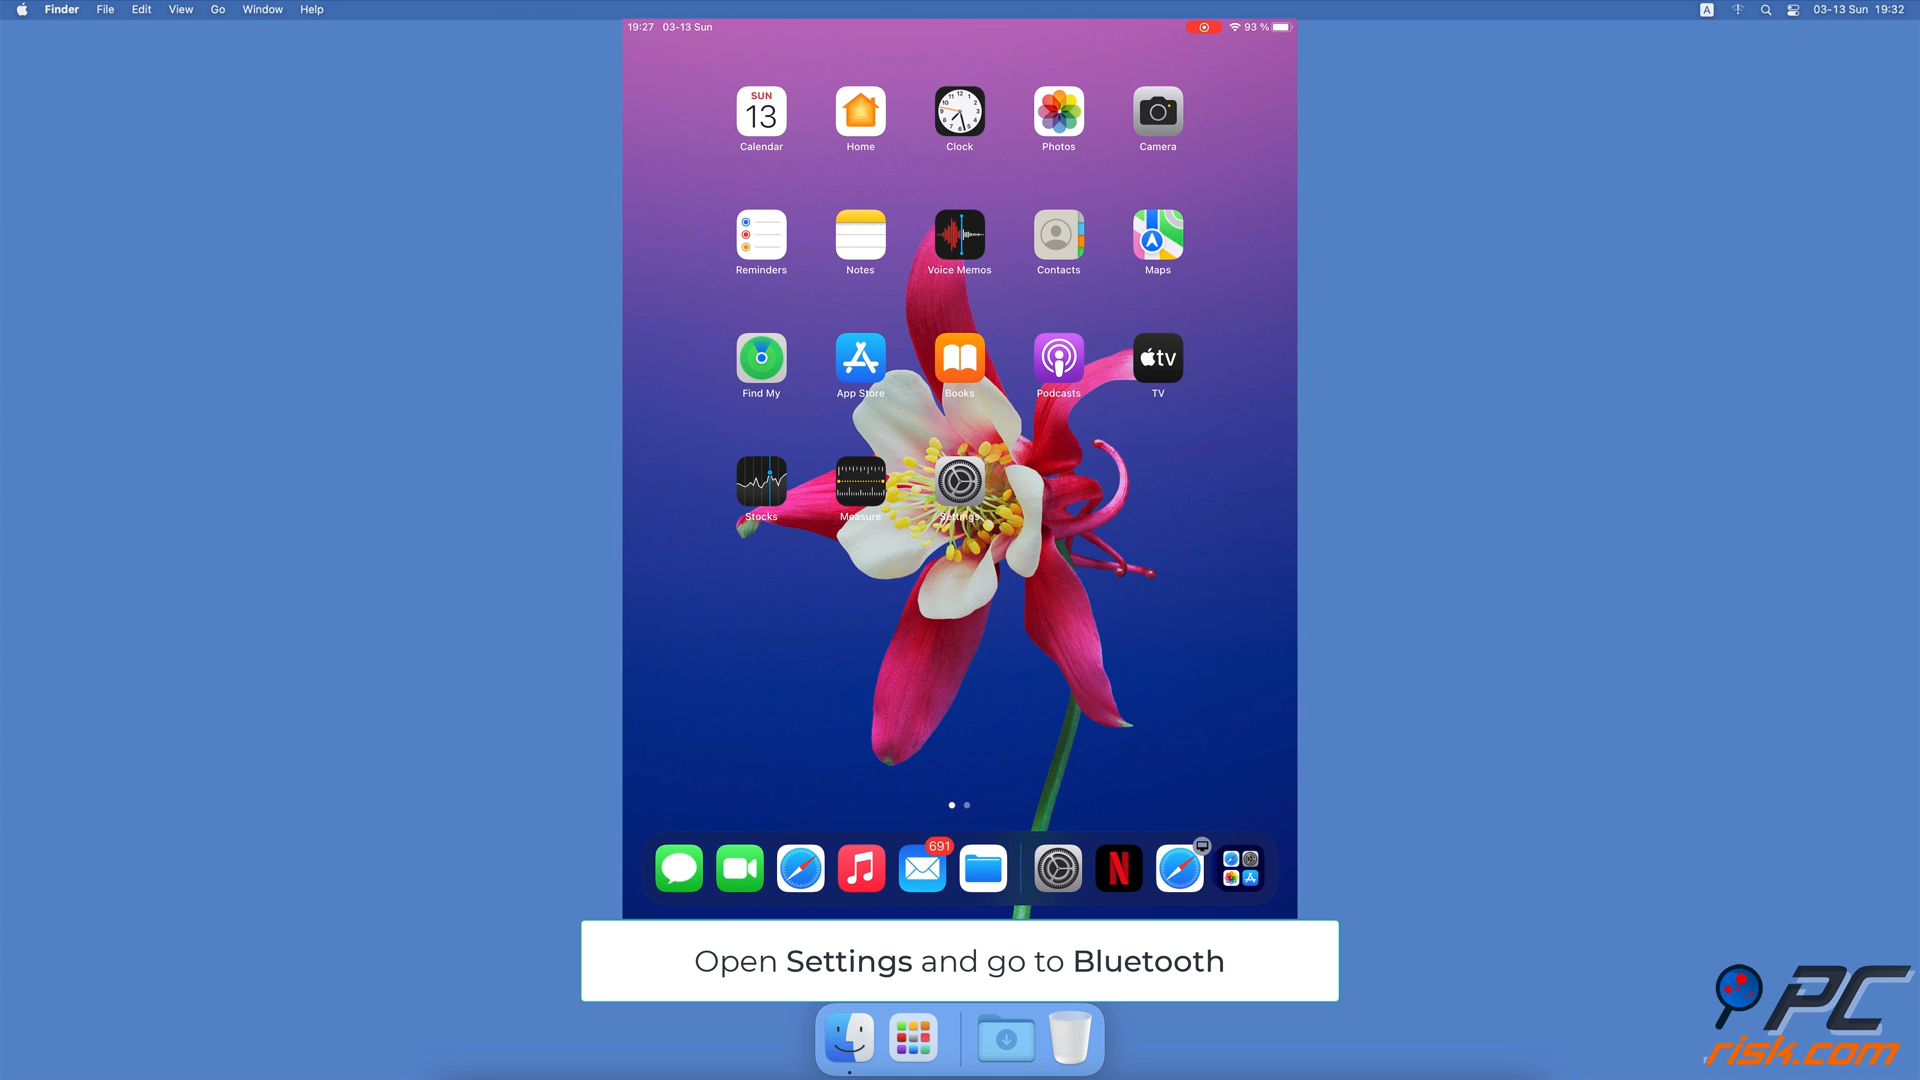 Finder File Edit View Go Window Help
A 03-13 Sun 19:32
19:27 03-13 Sun
93 %
SUN
13
Calendar Home Clock Photos Camera
Reminders Notes Voice Memos Contacts Maps
tv
Find My App Store Books Podcasts TV
Stocks Measure Settings
691
N
Open Settings and go to Bluetooth
PC
risk.com